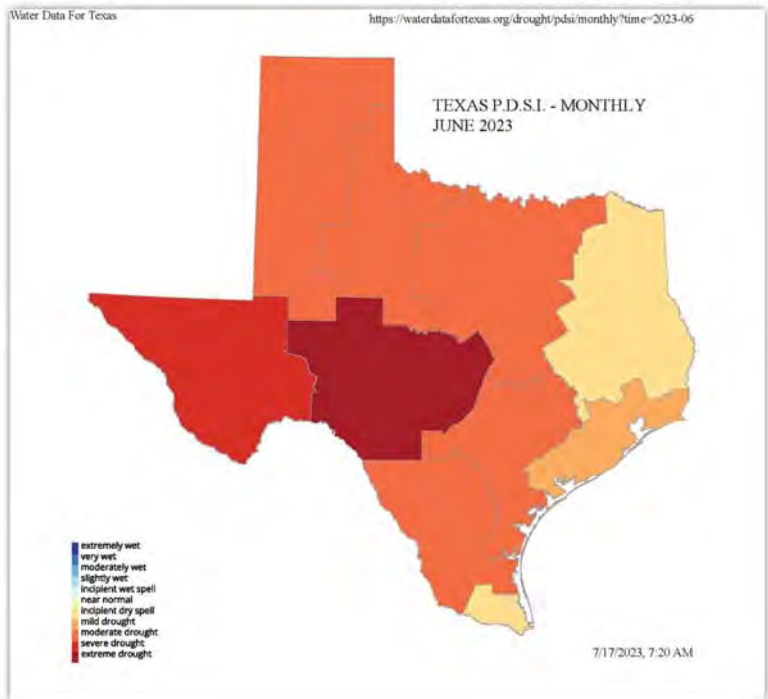 Water Data For Texas
https://waterdatafortexas.org/drought/pdsi/monthly?time=2023-06
TEXAS P.D.S.I. - MONTHLY
JUNE 2023
extremely wet
very wet
moderately wet
slightly wet
incipient wet spell
near normal
incipient dry spell
mild drought
moderate drought
severe drought
extreme drought
7/17/2023, 7:20 AM